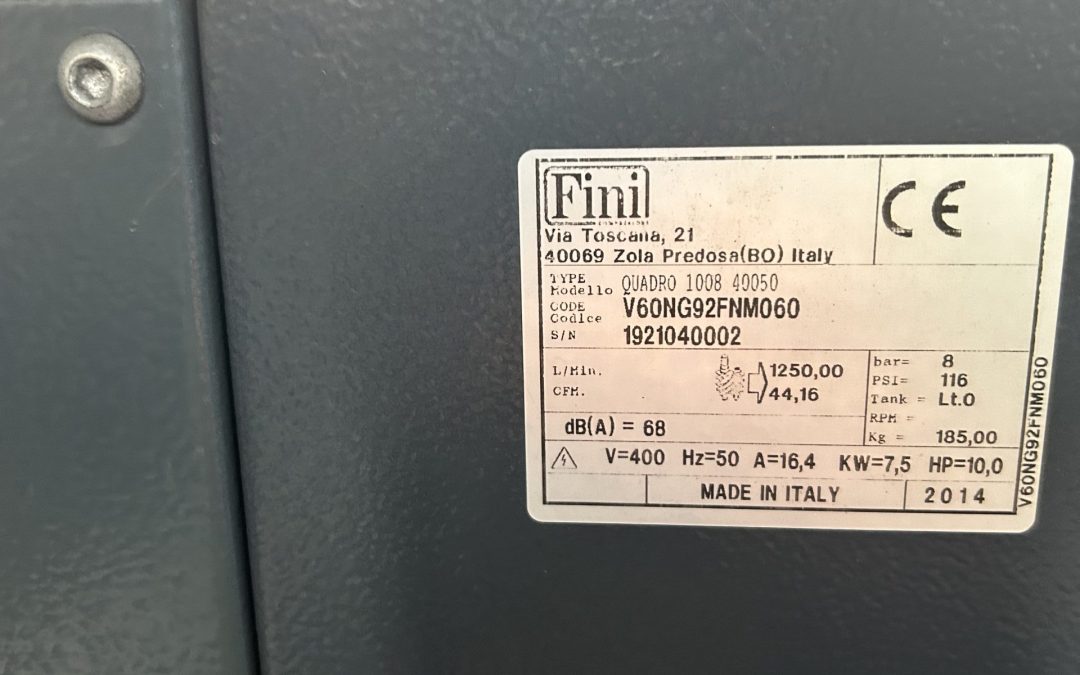 Fini
CE
Via Toscana, 21
40069 Zola Predosa(BO) Italy
TYPE
Modello QUADRO 1008 40050
CODE
Codice V60NG92FNM060
S/N 1921040002
L/Min. 1250,00
CFM. 44,16
bar= 8
PSI= 116
Tank = Lt.0
RPM =
Kg = 185,00
dB(A) = 68
V=400 Hz=50 A=16,4 KW=7,5 HP=10,0
MADE IN ITALY 2014
V60NG92FNM060